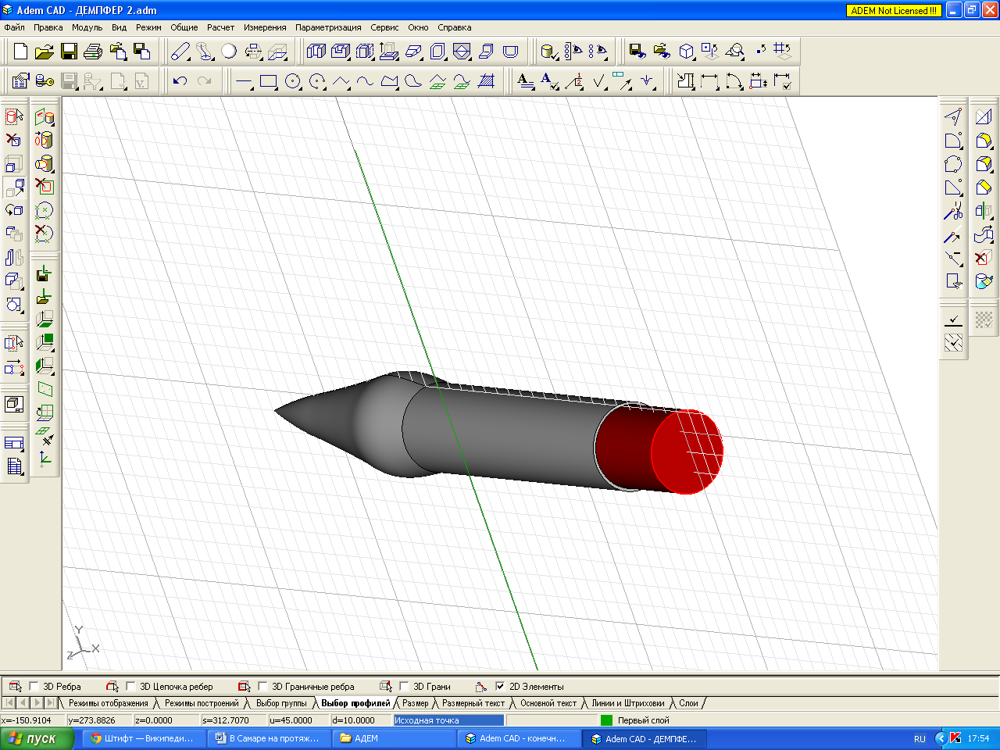 Adem CAD - ДЕМПФЕР 2.adm
ADEM Not Licensed !!!
Файл Правка Модуль Вид Режим Общие Расчет Измерения Параметризация Сервис Окно Справка
Y
Z X
3D Ребра 3D Цепочка ребер 3D Граничные ребра 3D Грани 2D Элементы
Режимы отображения Режимы построений Выбор группы Выбор профилей Размер Размерный текст Основной текст Линии и Штриховки Слои
x=-150.9104 y=273.8826 z=0.0000 s=312.7070 u=45.0000 d=10.0000 Исходная точка Первый слой
пуск Штифт — Википеди... В Самаре на протяж... АДЕМ Adem CAD - конечн... Adem CAD - ДЕМПФЕ... RU 17:54